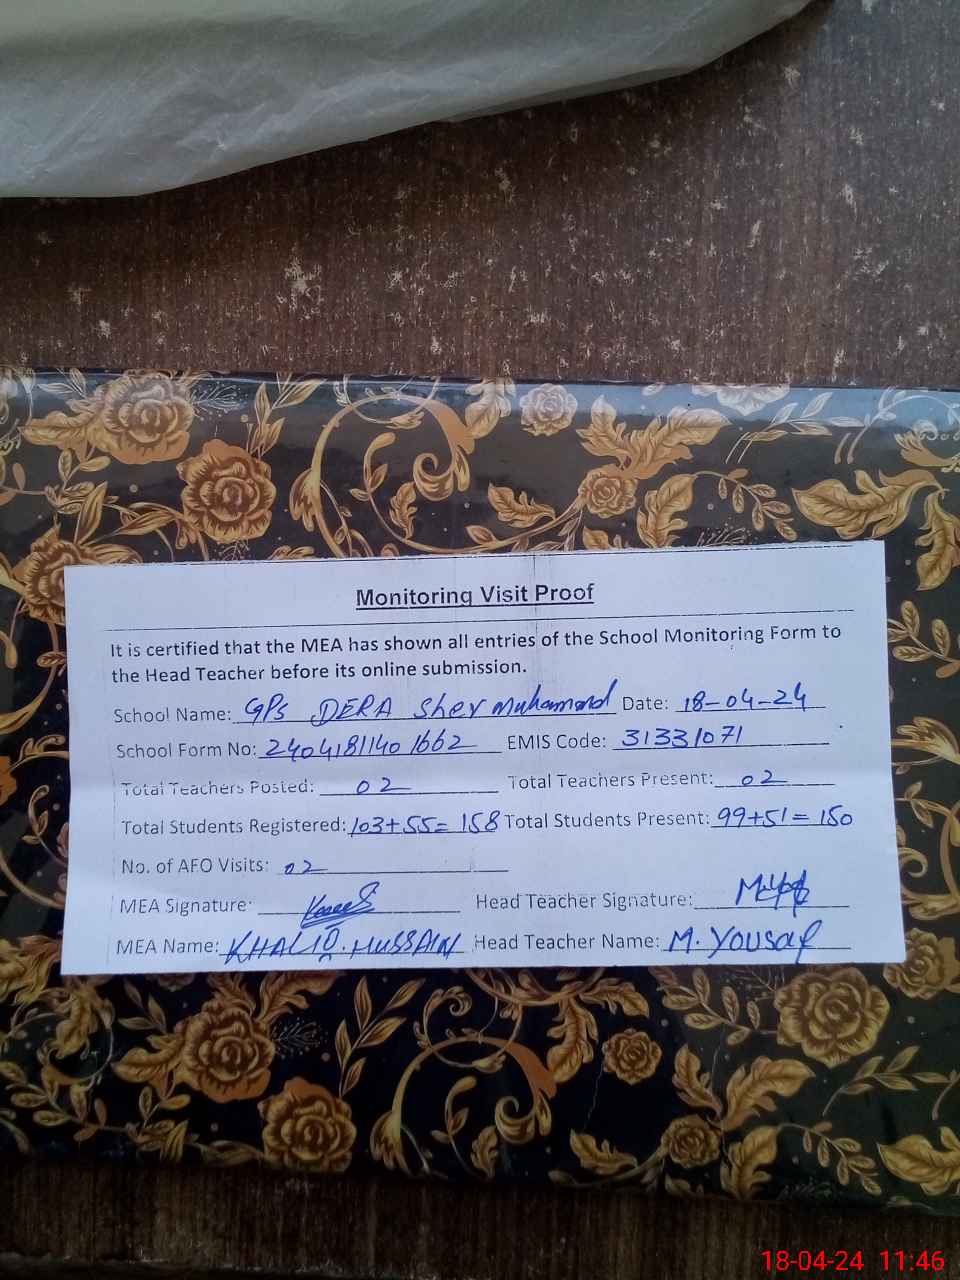 Monitoring Visit Proof
It is certified that the MEA has shown all entries of the School Monitoring Form to
the Head Teacher before its online submission.
School Name: GPS DERA Sher Muhammad Date: 18-04-24
School Form No: 24041811401662 EMIS Code: 31331071
Total Teachers Posted: 02 Total Teachers Present: 02
Total Students Registered: 103+55= 158 Total Students Present: 99+51= 150
No. of AFO Visits: 02
MEA Signature: Head Teacher Signature:
MEA Name: KHALIQ. HUSSAIN Head Teacher Name: M. Yousaf
18-04-24 11:46